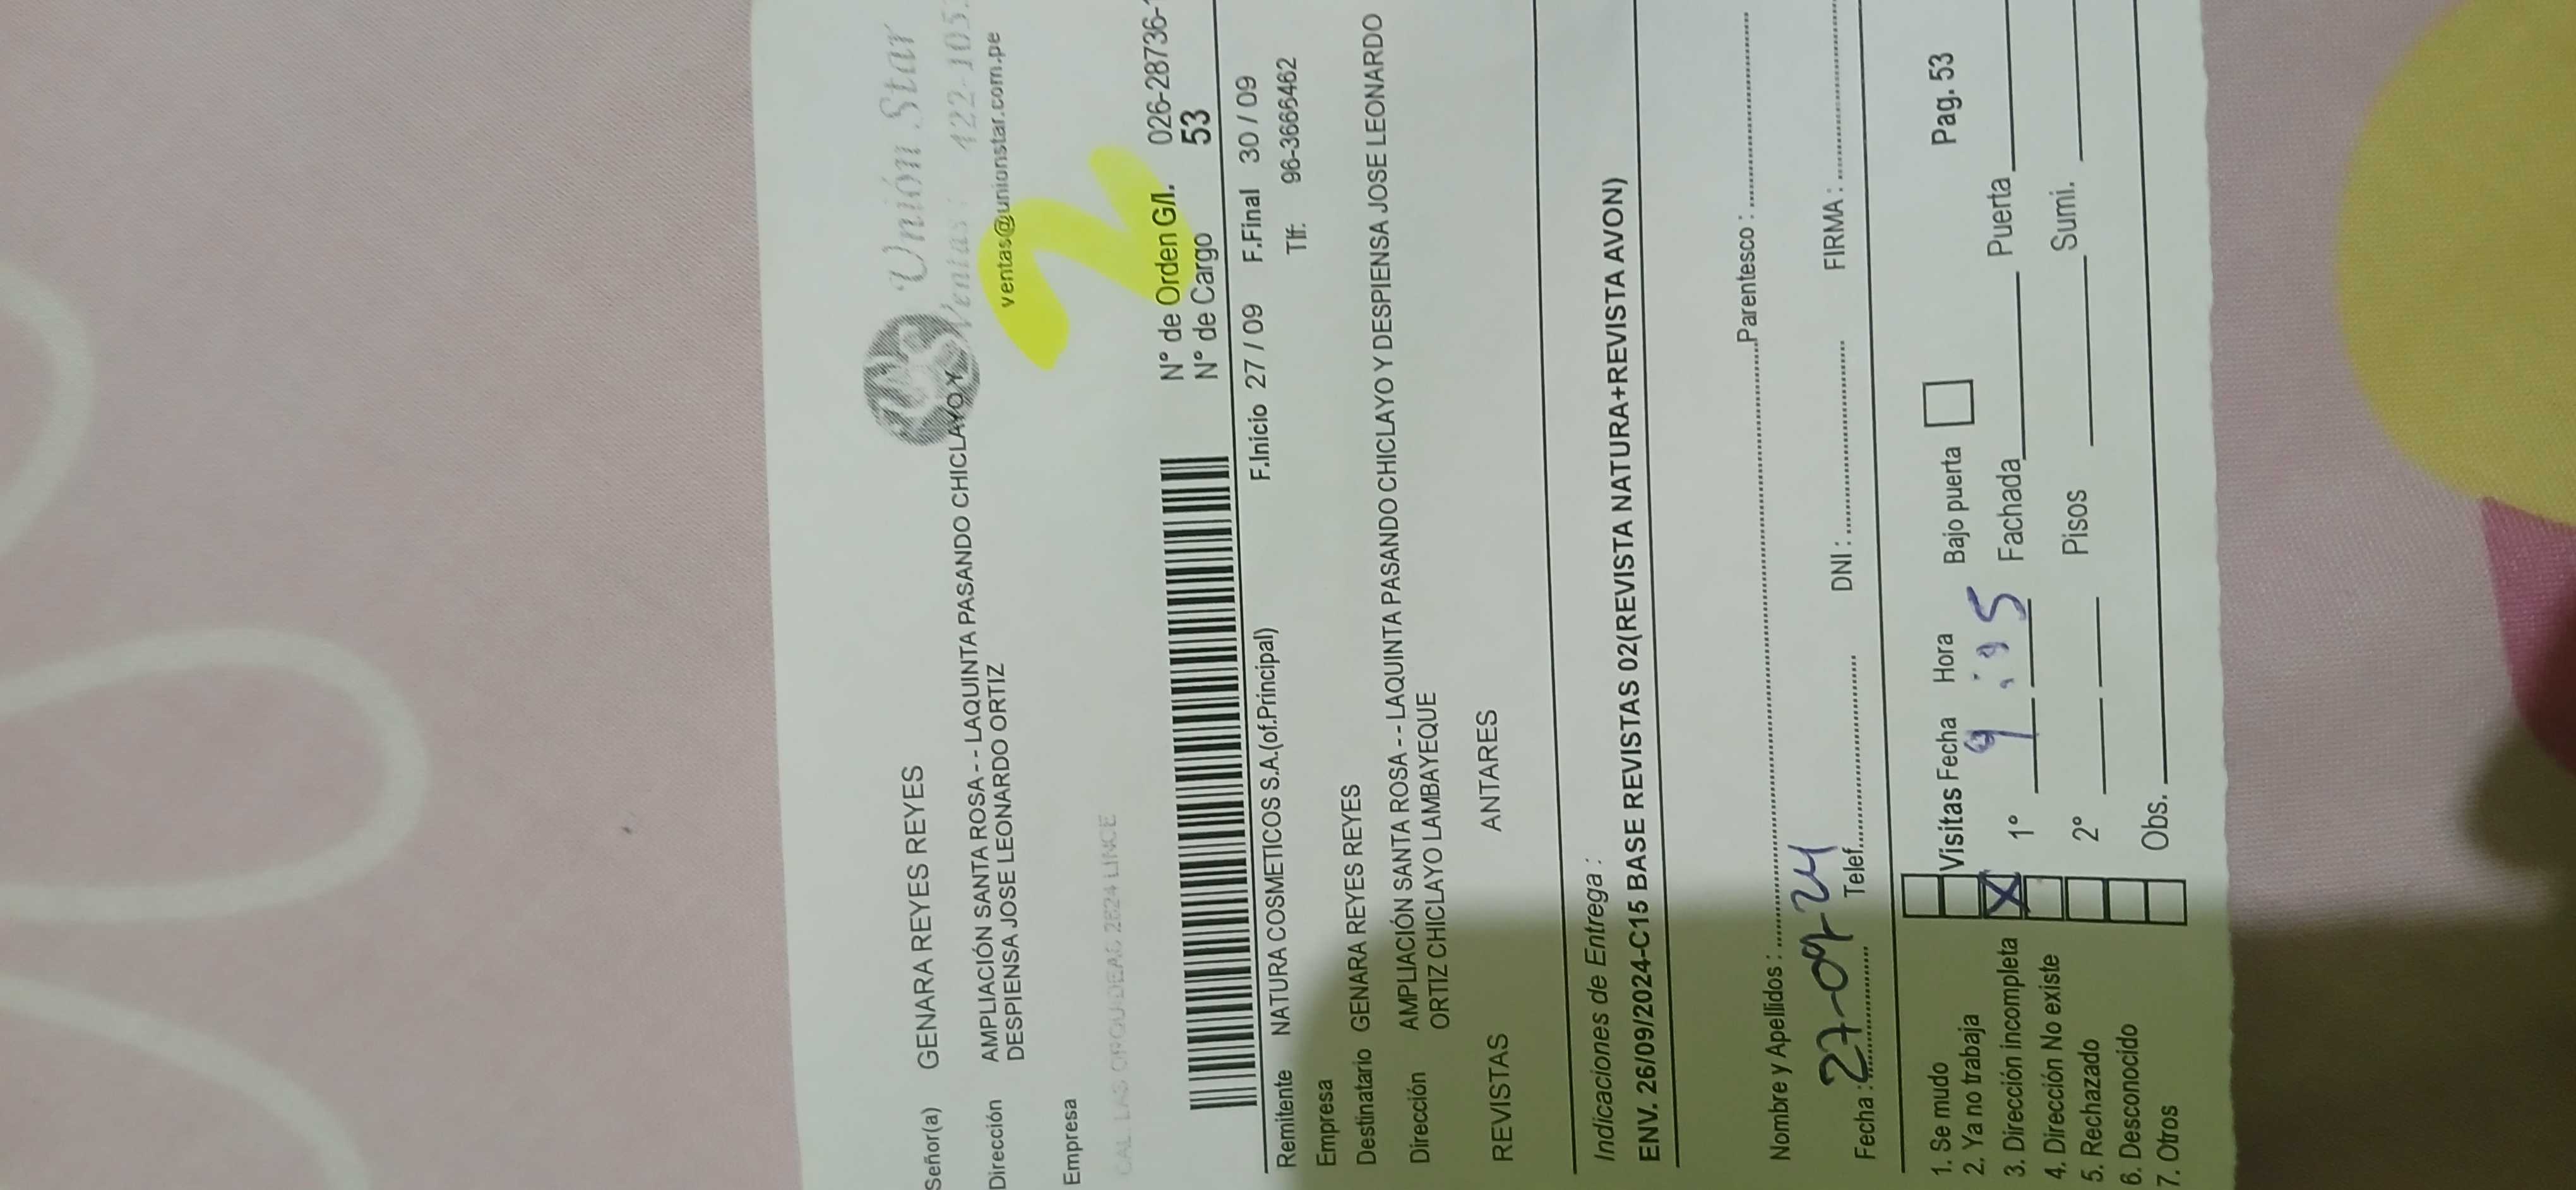 Unión Star
Ventas: 422-105
ventas@unionstar.com.pe
Señor(a) GENARA REYES REYES
Dirección AMPLIACIÓN SANTA ROSA - - LAQUINTA PASANDO CHICLAYO Y
DESPIENSA JOSE LEONARDO ORTIZ
Empresa
CAL. LAS ORQUIDEAS 2624 LINCE
N° de Orden G/I. 026-28736-
N° de Cargo 53
F.Inicio 27 / 09 F.Final 30 / 09
Remitente NATURA COSMETICOS S.A.(of.Principal) Tlf: 96-3666462
Empresa
Destinatario GENARA REYES REYES
Dirección AMPLIACIÓN SANTA ROSA - - LAQUINTA PASANDO CHICLAYO Y DESPIENSA JOSE LEONARDO
ORTIZ CHICLAYO LAMBAYEQUE
REVISTAS ANTARES
Indicaciones de Entrega :
ENV. 26/09/2024-C15 BASE REVISTAS 02(REVISTA NATURA+REVISTA AVON)
Nombre y Apellidos : Parentesco :
Fecha : 27-09-24 Telef. DNI : FIRMA :
1. Se mudo Visitas Fecha Hora Bajo puerta Pag. 53
2. Ya no trabaja
3. Dirección incompleta X 1° Fachada Puerta
4. Dirección No existe
5. Rechazado 2° Pisos Sumi.
6. Desconocido
7. Otros Obs.